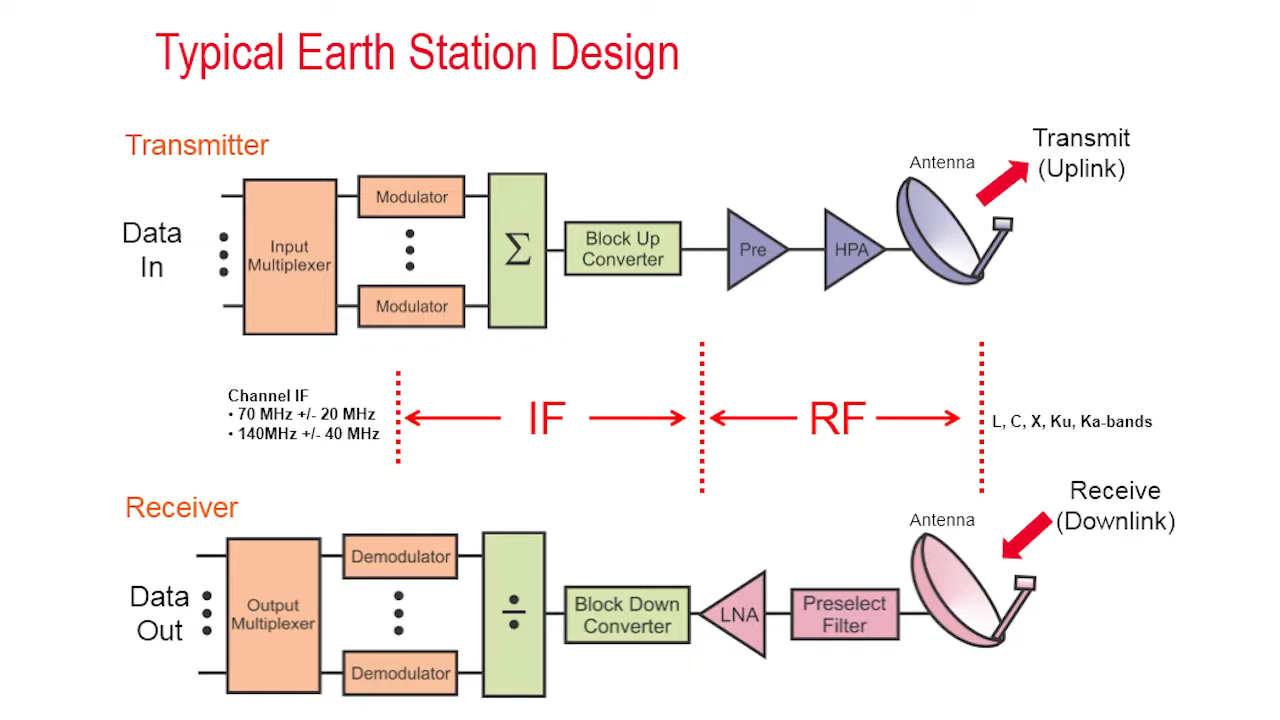 Typical Earth Station Design
Transmitter
Data
In
Input
Multiplexer
Modulator
Modulator
Σ
Block Up
Converter
Pre
HPA
Antenna
Transmit
(Uplink)
Channel IF
• 70 MHz +/- 20 MHz
• 140MHz +/- 40 MHz
IF
RF
L, C, X, Ku, Ka-bands
Receiver
Data
Out
Output
Multiplexer
Demodulator
Demodulator
÷
Block Down
Converter
LNA
Preselect
Filter
Antenna
Receive
(Downlink)